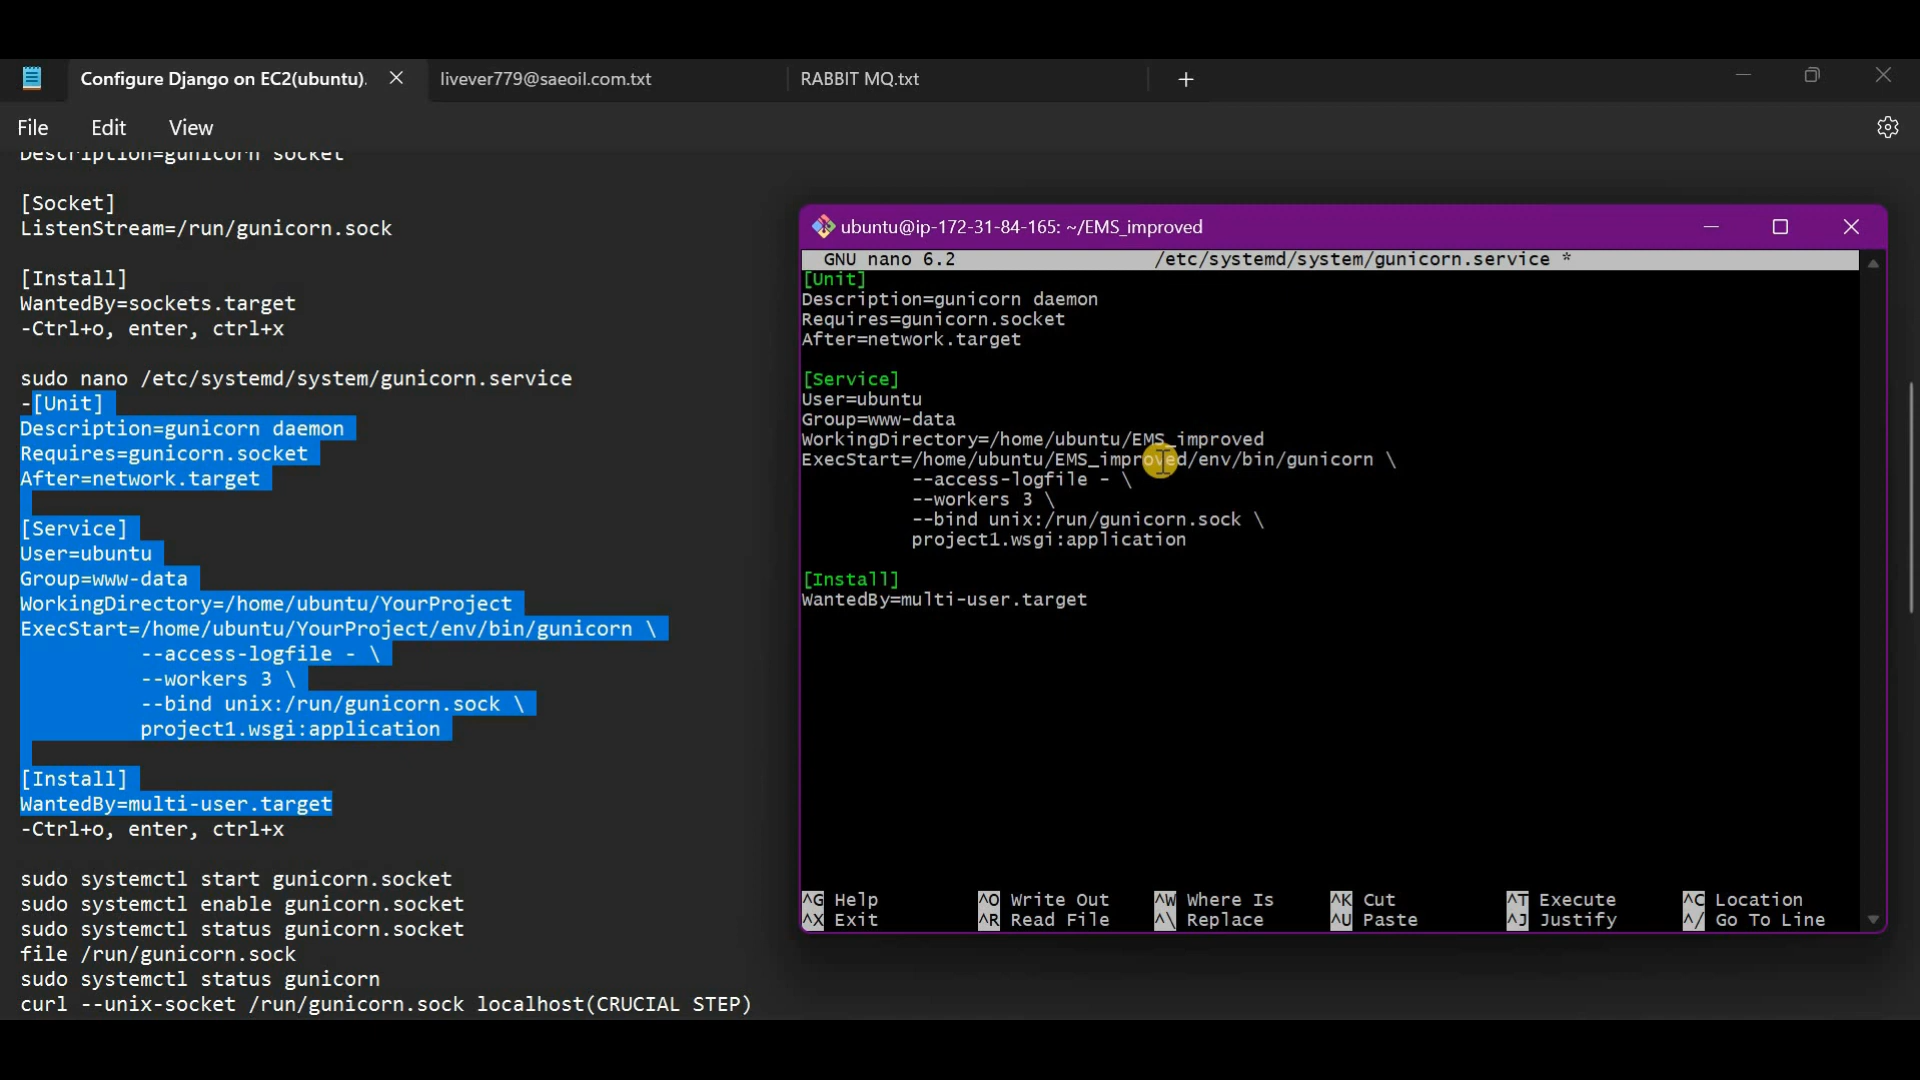 Configure Django on EC2(ubuntu).
livever779@saeoil.com.txt
RABBIT MQ.txt
File Edit View
Description=gunicorn socket
[Socket]
ListenStream=/run/gunicorn.sock
[Install]
WantedBy=sockets.target
-Ctrl+o, enter, ctrl+x
sudo nano /etc/systemd/system/gunicorn.service
-[Unit]
Description=gunicorn daemon
Requires=gunicorn.socket
After=network.target
[Service]
User=ubuntu
Group=www-data
WorkingDirectory=/home/ubuntu/YourProject
ExecStart=/home/ubuntu/YourProject/env/bin/gunicorn \
--access-logfile - \
--workers 3 \
--bind unix:/run/gunicorn.sock \
project1.wsgi:application
[Install]
WantedBy=multi-user.target
-Ctrl+o, enter, ctrl+x
sudo systemctl start gunicorn.socket
sudo systemctl enable gunicorn.socket
sudo systemctl status gunicorn.socket
file /run/gunicorn.sock
sudo systemctl status gunicorn
curl --unix-socket /run/gunicorn.sock localhost(CRUCIAL STEP)
ubuntu@ip-172-31-84-165: ~/EMS_improved
GNU nano 6.2 /etc/systemd/system/gunicorn.service *
[Unit]
Description=gunicorn daemon
Requires=gunicorn.socket
After=network.target
[Service]
User=ubuntu
Group=www-data
WorkingDirectory=/home/ubuntu/EMS_improved
ExecStart=/home/ubuntu/EMS_improved/env/bin/gunicorn \
--access-logfile - \
--workers 3 \
--bind unix:/run/gunicorn.sock \
project1.wsgi:application
[Install]
WantedBy=multi-user.target
^G Help ^O Write Out ^W Where Is ^K Cut ^T Execute ^C Location
^X Exit ^R Read File ^\ Replace ^U Paste ^J Justify ^/ Go To Line